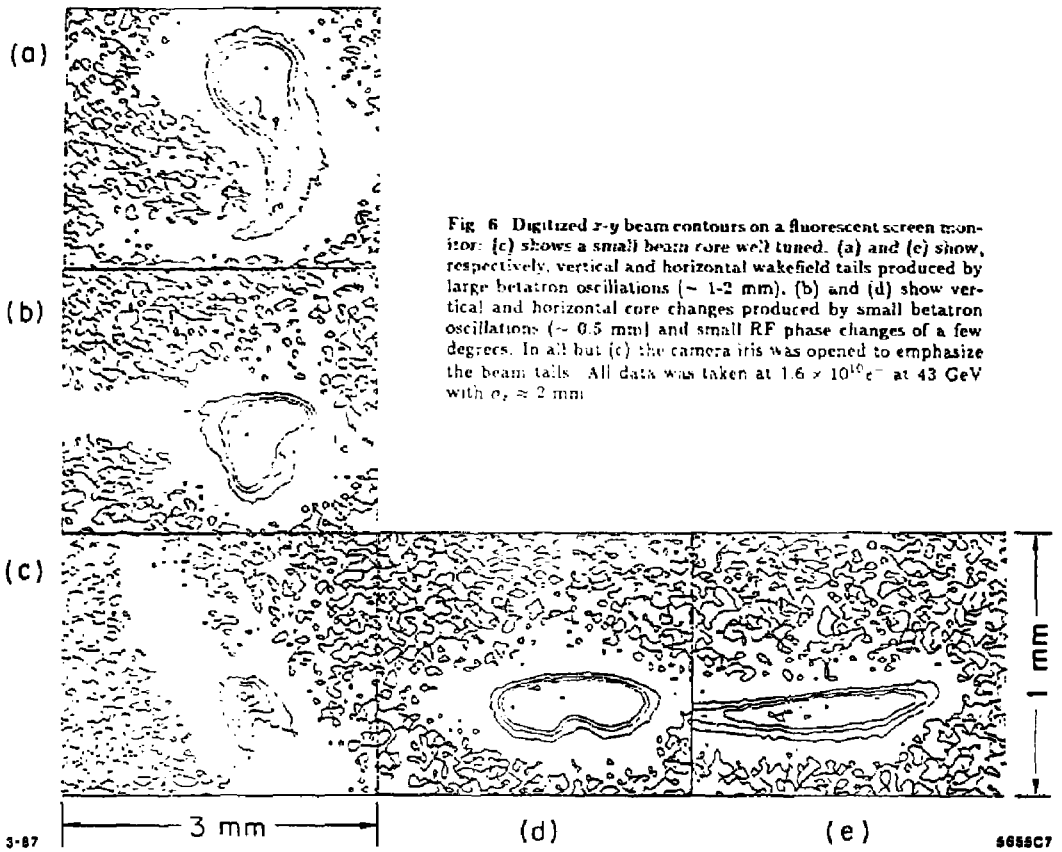 (a)
Fig. 6 Digitized x-y beam contours on a fluorescent screen mon-
itor: (c) shows a small beam core well tuned. (a) and (e) show,
respectively, vertical and horizontal wakefield tails produced by
large betatron oscillations (~ 1-2 mm). (b) and (d) show ver-
tical and horizontal core changes produced by small betatron
oscillations (~ 0.5 mm) and small RF phase changes of a few
degrees. In all but (c) the camera iris was opened to emphasize
the beam tails. All data was taken at 1.6 × 10¹⁰e⁻ at 43 GeV
with σz ≈ 2 mm
(b)
(c)
1 mm
3 mm
(d)
(e)
3-87
5655C7